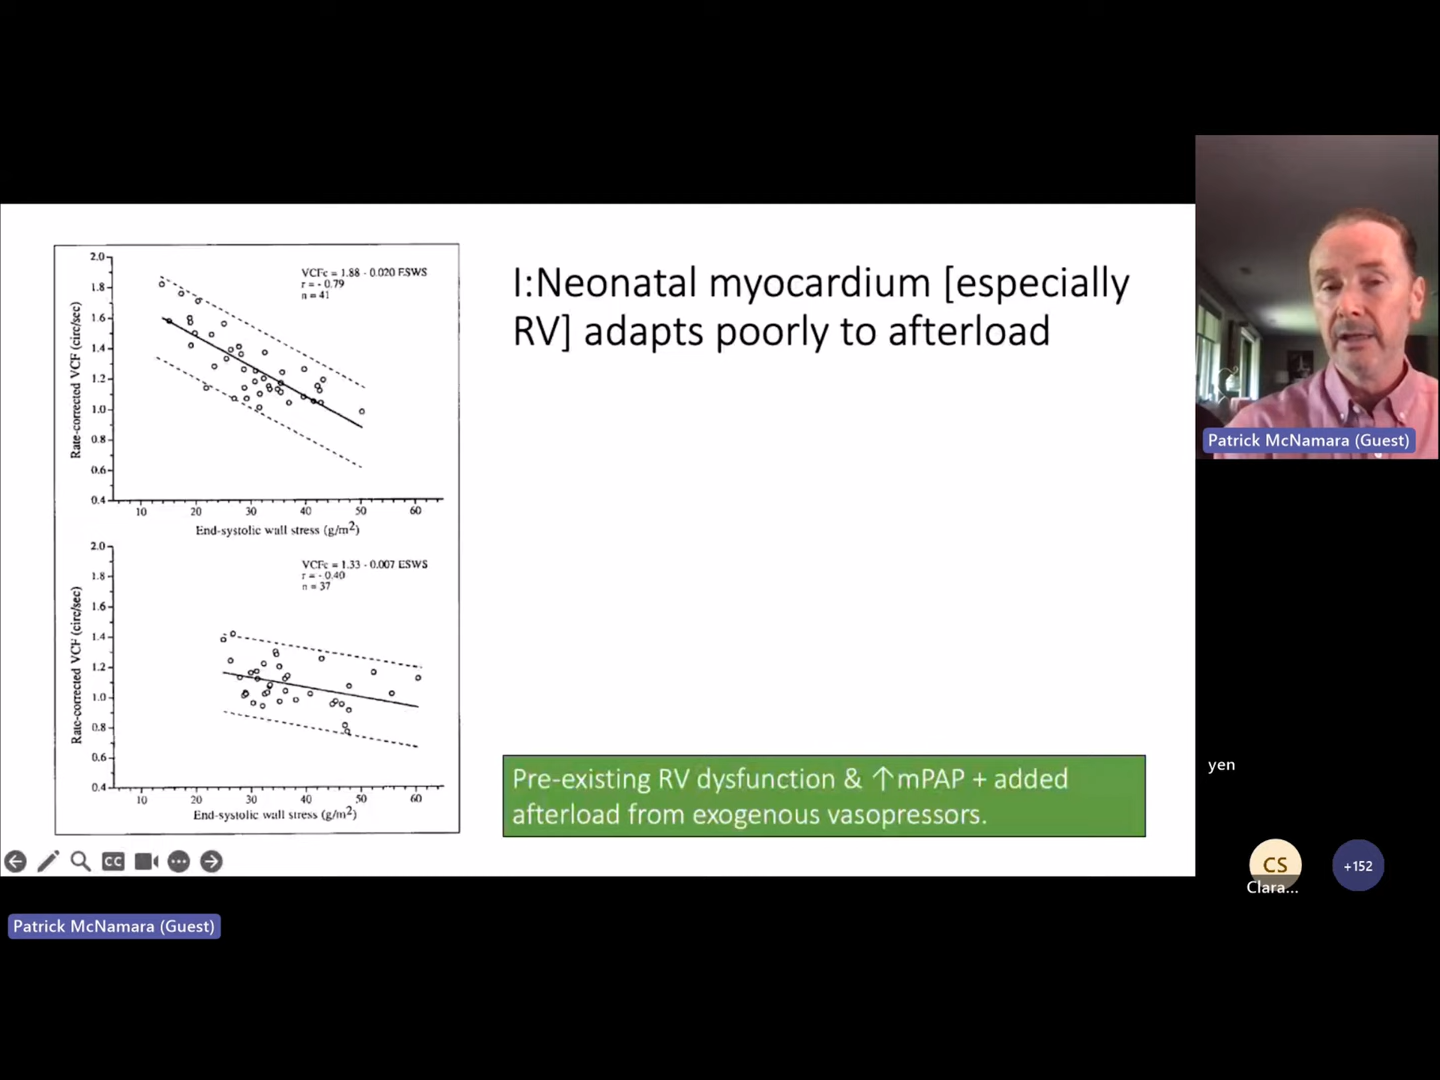 I:Neonatal myocardium [especially
RV] adapts poorly to afterload
2.0
1.8
1.6
1.4
1.2
1.0
0.8
0.6
0.4
Rate-corrected VCF (circ/sec)
VCFc = 1.88 - 0.020 ESWS
r = - 0.79
n = 41
10 20 30 40 50 60
End-systolic wall stress (g/m2)
2.0
1.8
1.6
1.4
1.2
1.0
0.8
0.6
0.4
Rate-corrected VCF (circ/sec)
VCFc = 1.33 - 0.007 ESWS
r = - 0.40
n = 37
10 20 30 40 50 60
End-systolic wall stress (g/m2)
Pre-existing RV dysfunction & ↑mPAP + added
afterload from exogenous vasopressors.
CC
Patrick McNamara (Guest)
yen
CS
Clara...
+152
Patrick McNamara (Guest)